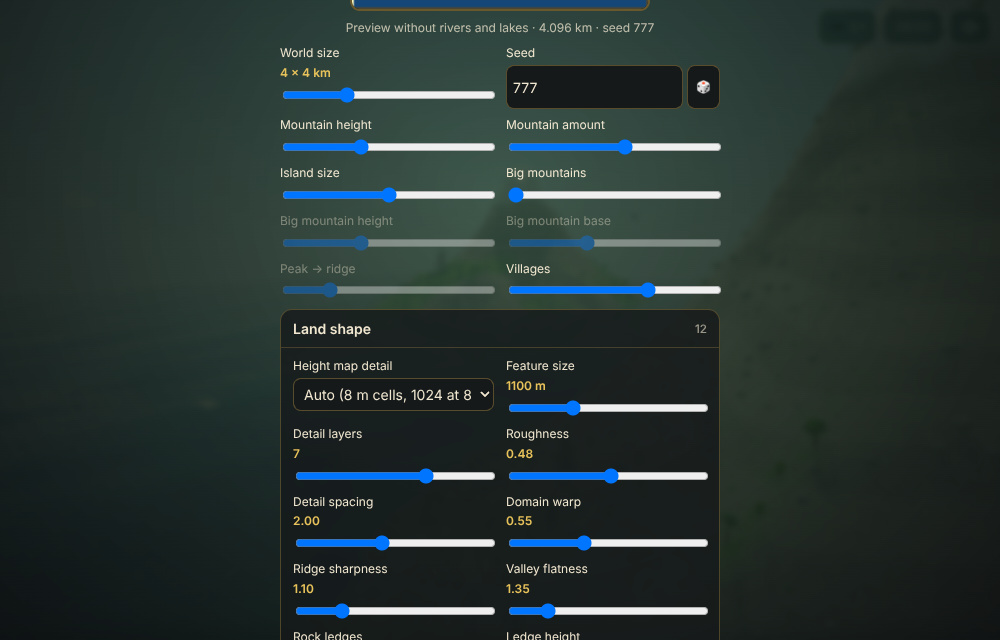 Preview without rivers and lakes · 4.096 km · seed 777
World size
4 × 4 km
Seed
777
Mountain height
Mountain amount
Island size
Big mountains
Big mountain height
Big mountain base
Peak → ridge
Villages
Land shape
12
Height map detail
Auto (8 m cells, 1024 at 8
Feature size
1100 m
Detail layers
7
Roughness
0.48
Detail spacing
2.00
Domain warp
0.55
Ridge sharpness
1.10
Valley flatness
1.35
Rock ledges
Ledge height